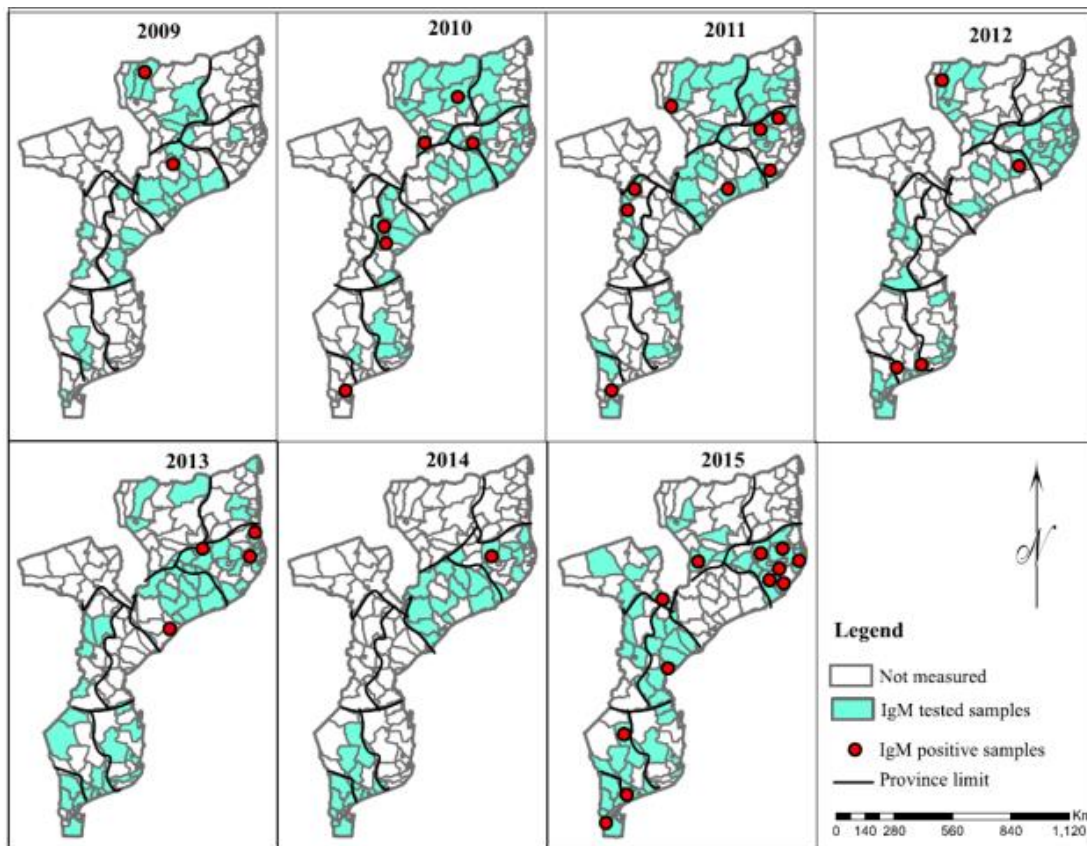 2009
2010
2011
2012
2013
2014
2015
N
Legend
Not measured
IgM tested samples
IgM positive samples
Province limit
Km
0 140 280 560 840 1,120